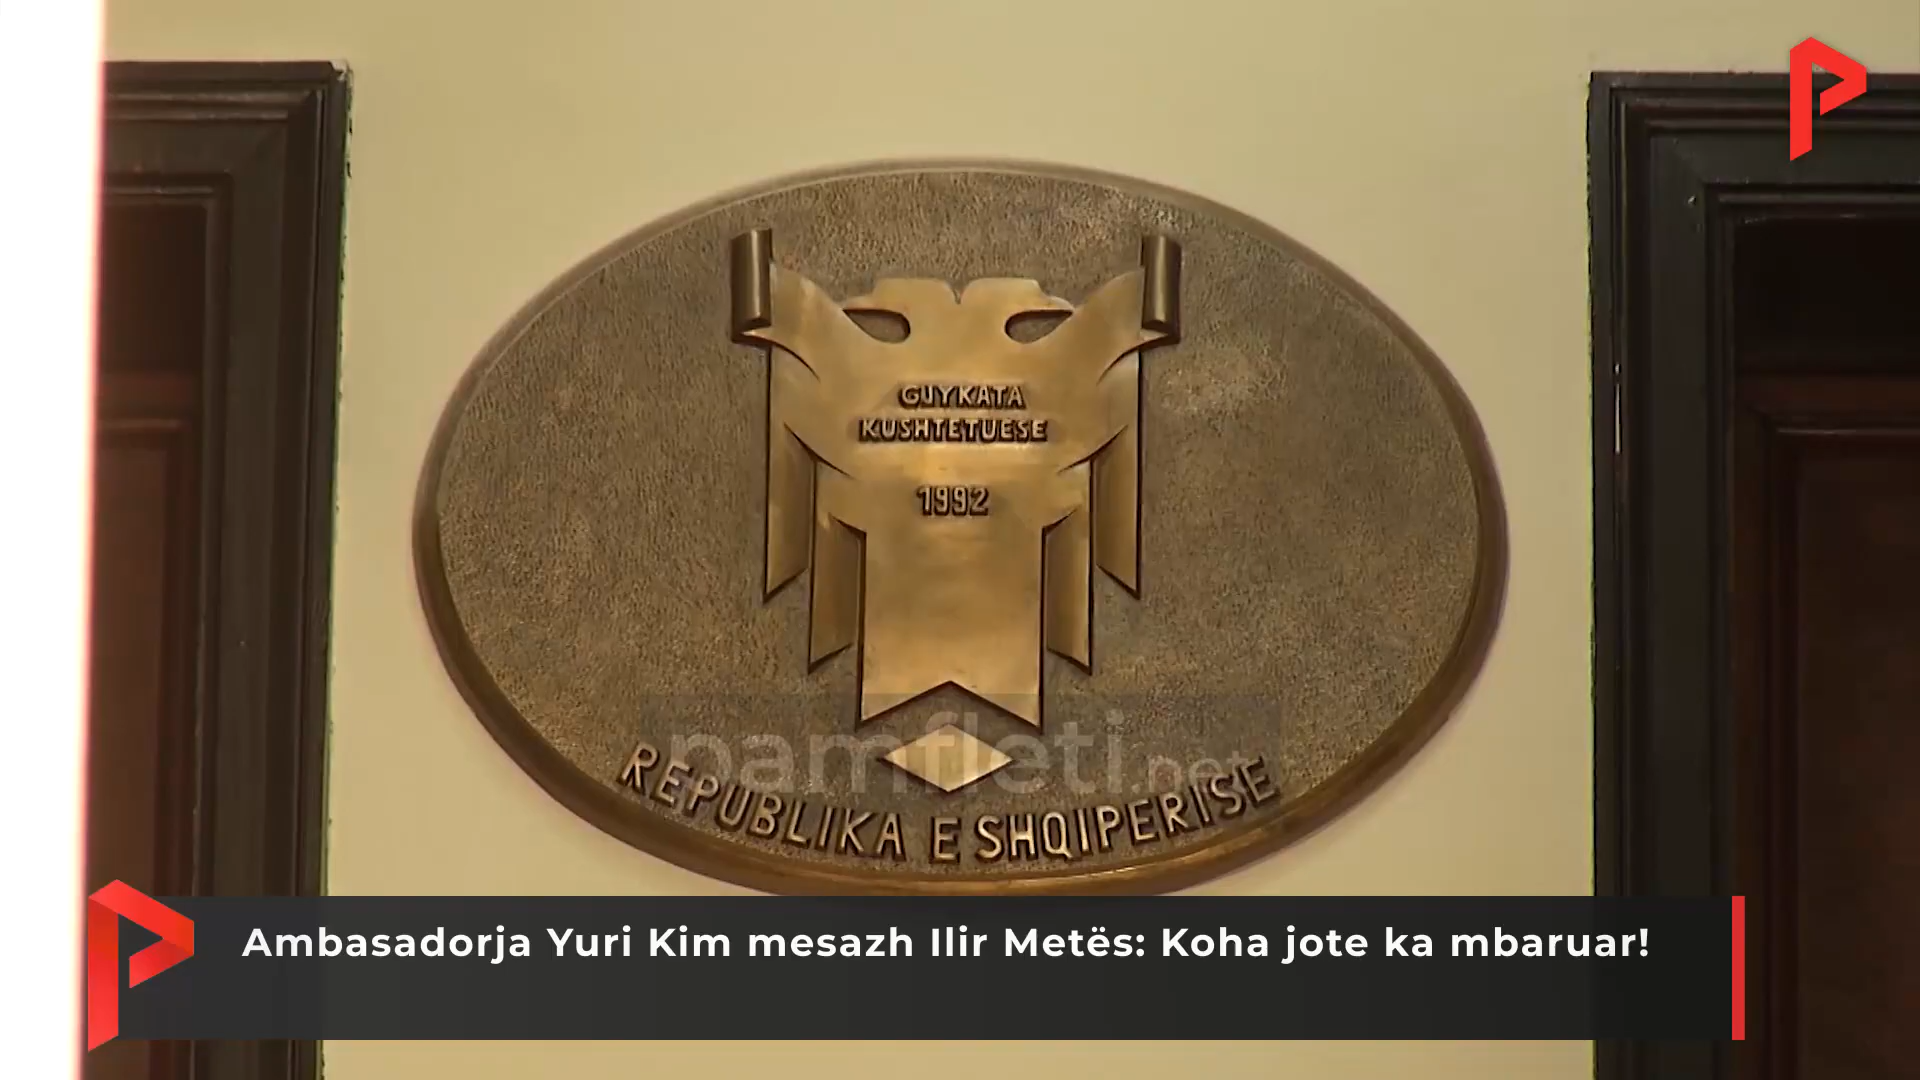 GJYKATA
KUSHTETUESE
1992
REPUBLIKA E SHQIPERISE
pamfleti.net
Ambasadorja Yuri Kim mesazh Ilir Metës: Koha jote ka mbaruar!